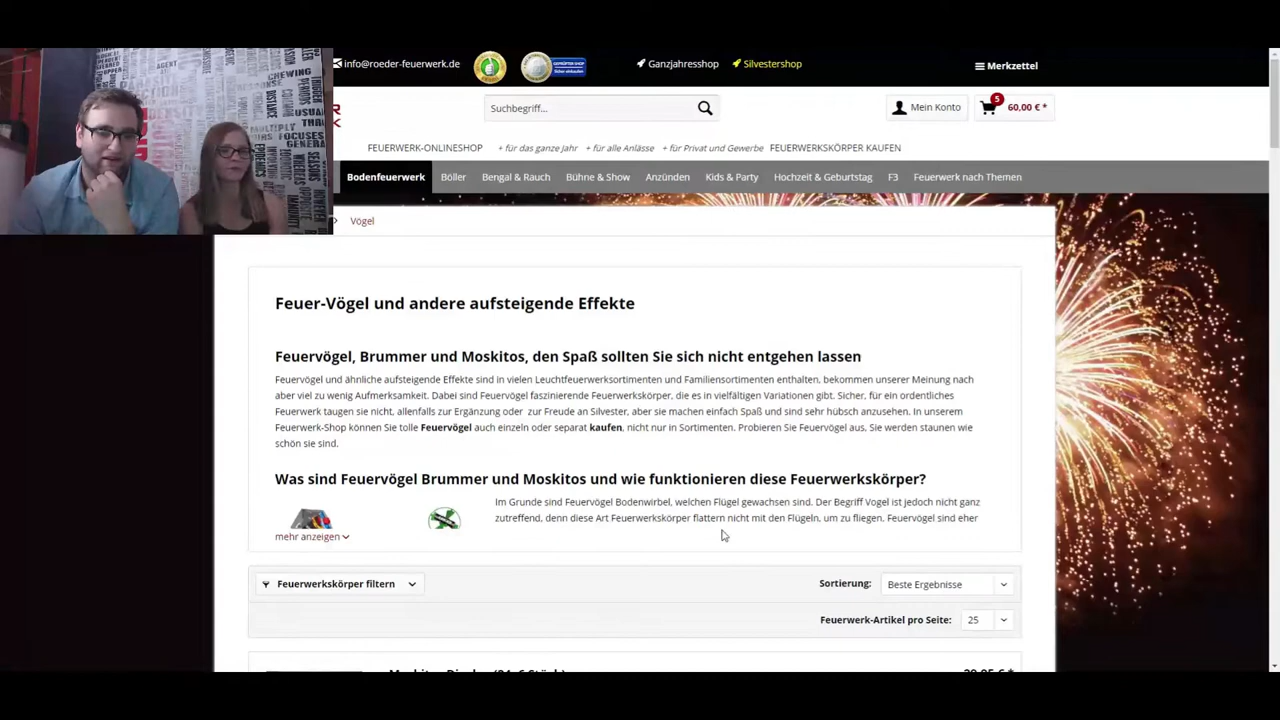 info@roeder-feuerwerk.de
Ganzjahresshop
Silvestershop
Merkzettel
Suchbegriff...
Mein Konto
5
60,00 € *
FEUERWERK-ONLINESHOP + für das ganze Jahr + für alle Anlässe + für Privat und Gewerbe FEUERWERKSKÖRPER KAUFEN
Bodenfeuerwerk Böller Bengal & Rauch Bühne & Show Anzünden Kids & Party Hochzeit & Geburtstag F3 Feuerwerk nach Themen
Vögel
Feuer-Vögel und andere aufsteigende Effekte
Feuervögel, Brummer und Moskitos, den Spaß sollten Sie sich nicht entgehen lassen
Feuervögel und ähnliche aufsteigende Effekte sind in vielen Leuchtfeuerwerksortimenten und Familiensortimenten enthalten, bekommen unserer Meinung nach
aber viel zu wenig Aufmerksamkeit. Dabei sind Feuervögel faszinierende Feuerwerkskörper, die es in vielfältigen Variationen gibt. Sicher, für ein ordentliches
Feuerwerk taugen sie nicht, allenfalls zur Ergänzung oder zur Freude an Silvester, aber sie machen einfach Spaß und sind sehr hübsch anzusehen. In unserem
Feuerwerk-Shop können Sie tolle Feuervögel auch einzeln oder separat kaufen, nicht nur in Sortimenten. Probieren Sie Feuervögel aus, Sie werden staunen wie
schön sie sind.
Was sind Feuervögel Brummer und Moskitos und wie funktionieren diese Feuerwerkskörper?
Im Grunde sind Feuervögel Bodenwirbel, welchen Flügel gewachsen sind. Der Begriff Vogel ist jedoch nicht ganz
zutreffend, denn diese Art Feuerwerkskörper flattern nicht mit den Flügeln, um zu fliegen. Feuervögel sind eher
mehr anzeigen
Feuerwerkskörper filtern
Sortierung: Beste Ergebnisse
Feuerwerk-Artikel pro Seite: 25